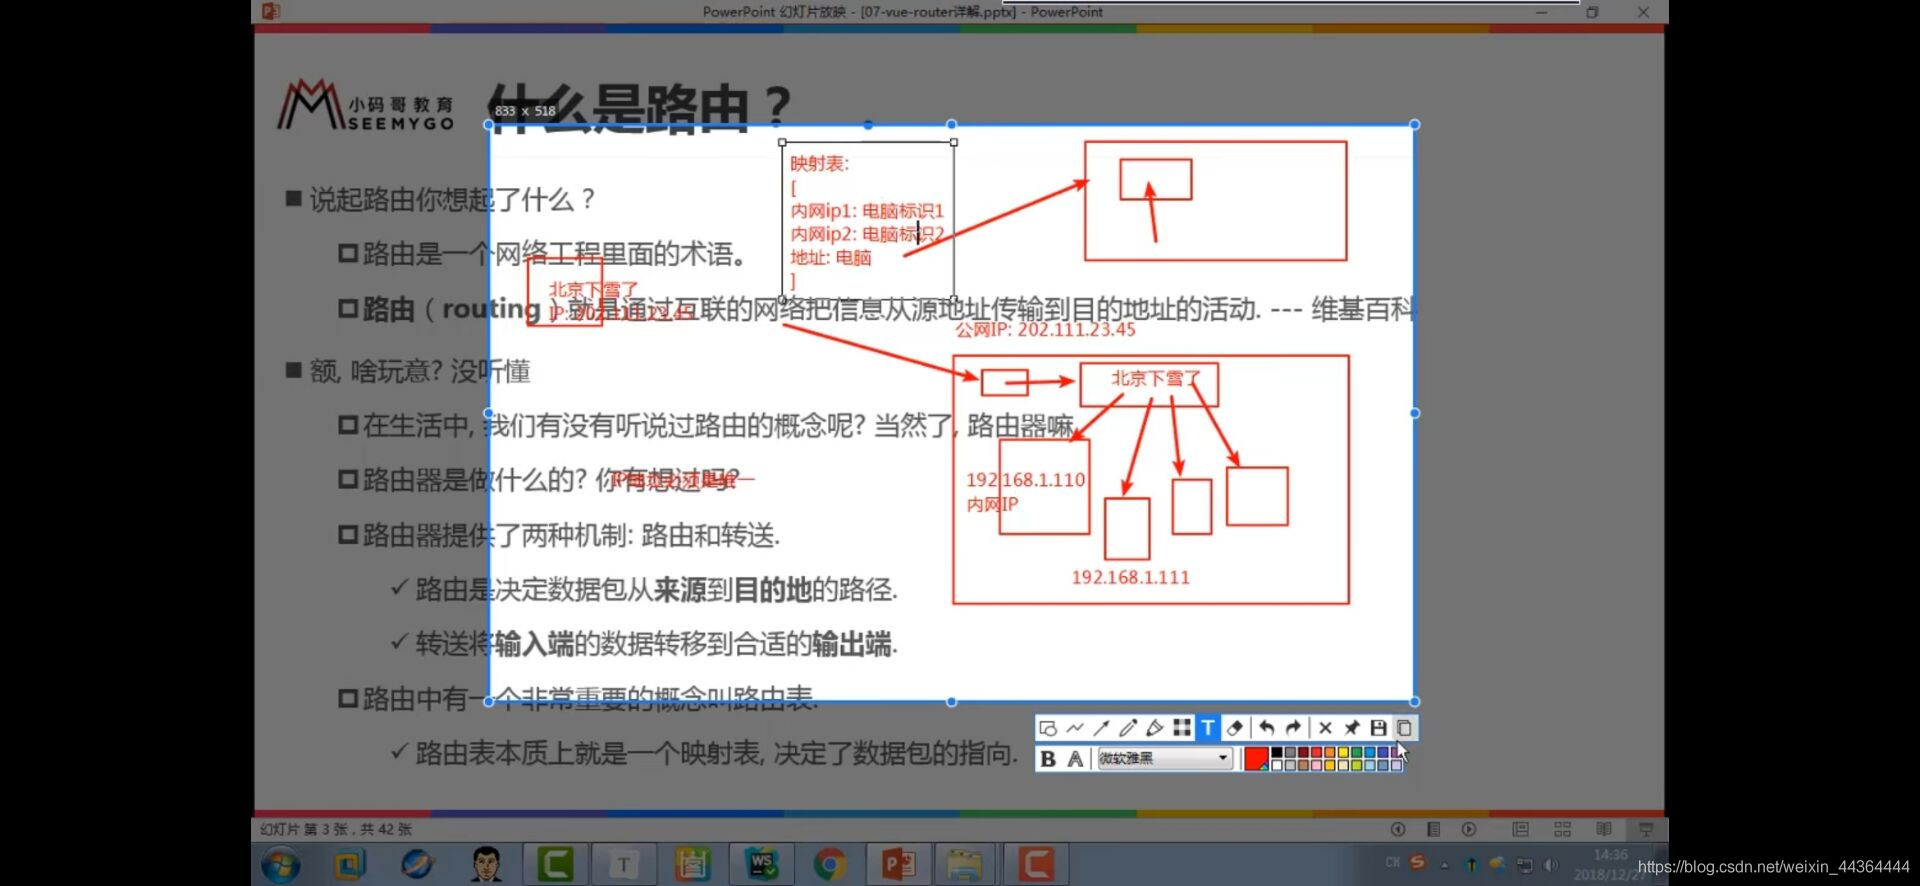 PowerPoint 幻灯片放映 - [07-vue-router详解.pptx] - PowerPoint
小码哥教育
SEEMYGO
什么是路由？
833 x 518
映射表:
[
内网ip1: 电脑标识1
内网ip2: 电脑标识2
地址: 电脑
]
说起路由你想起了什么？
路由是一个网络工程里面的术语。
北京下雪了
IP: 202.111.23.45
路由（routing）就是通过互联的网络把信息从源地址传输到目的地址的活动. --- 维基百科
公网IP: 202.111.23.45
额, 啥玩意? 没听懂
北京下雪了
在生活中, 我们有没有听说过路由的概念呢? 当然了, 路由器嘛.
路由器是做什么的? 你有想过吗?
192.168.1.110
内网IP
路由器提供了两种机制: 路由和转送.
192.168.1.111
路由是决定数据包从来源到目的地的路径.
转送将输入端的数据转移到合适的输出端.
路由中有一个非常重要的概念叫路由表.
路由表本质上就是一个映射表, 决定了数据包的指向.
T
B A 微软雅黑
幻灯片 第 3 张，共 42 张
T
WS
CH
14:36
https://blog.csdn.net/weixin_44364444